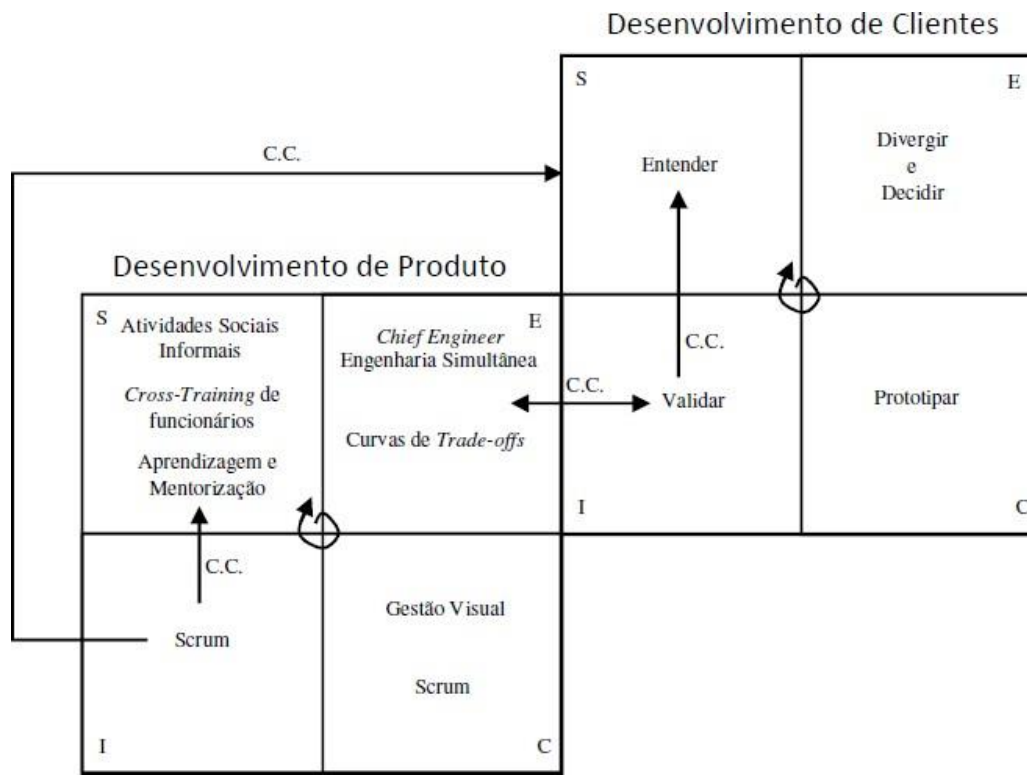 Desenvolvimento de Clientes
S
E
Divergir
e
Decidir
Entender
C.C.
Desenvolvimento de Produto
S
Atividades Sociais
Informais
Cross-Training de
funcionários
Aprendizagem e
Mentorização
E
Chief Engineer
Engenharia Simultânea
Curvas de Trade-offs
C.C.
C.C.
Validar
Prototipar
I
C
C.C.
Scrum
Gestão Visual
Scrum
I
C